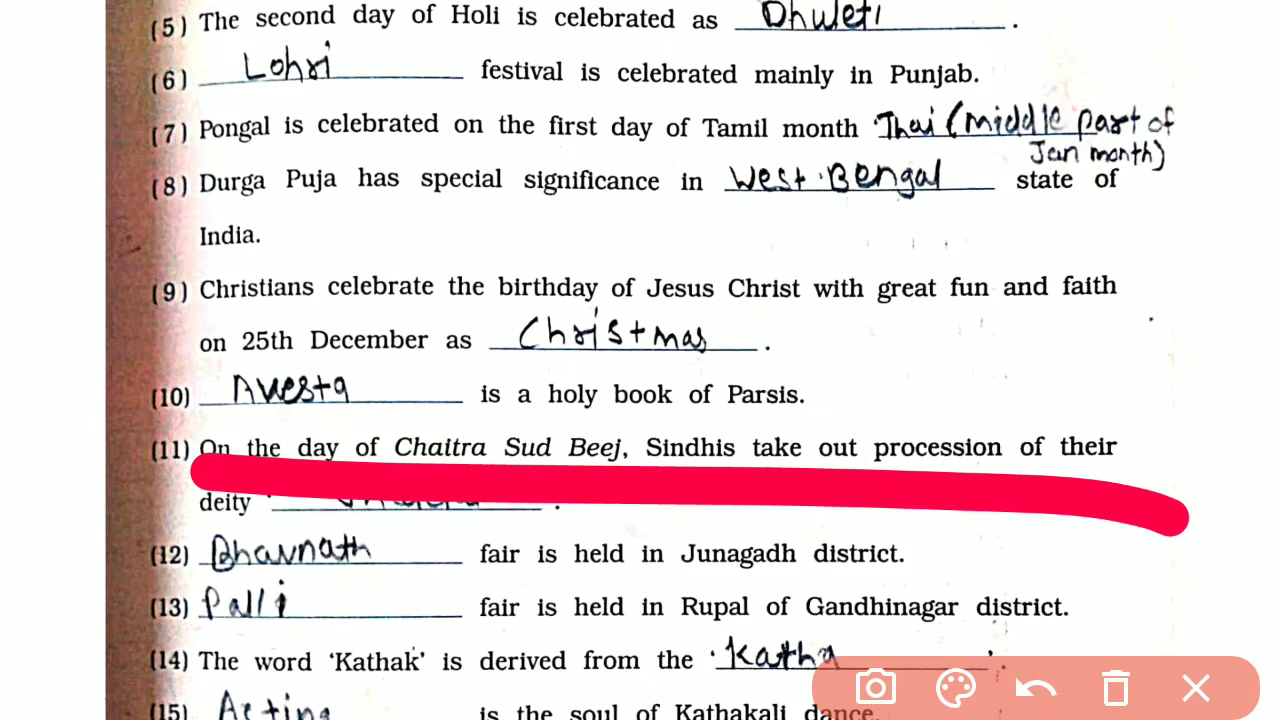 (5) The second day of Holi is celebrated as Dhuleti.
(6) Lohri festival is celebrated mainly in Punjab.
(7) Pongal is celebrated on the first day of Tamil month Thai (middle part of
Jan month)
(8) Durga Puja has special significance in West Bengal state of
India.
(9) Christians celebrate the birthday of Jesus Christ with great fun and faith
on 25th December as Christmas.
(10) Avesta is a holy book of Parsis.
(11) On the day of Chaitra Sud Beej, Sindhis take out procession of their
deity .
(12) Bhavnath fair is held in Junagadh district.
(13) Palli fair is held in Rupal of Gandhinagar district.
(14) The word 'Kathak' is derived from the 'Katha'.
(15) Acting is the soul of Kathakali dance.